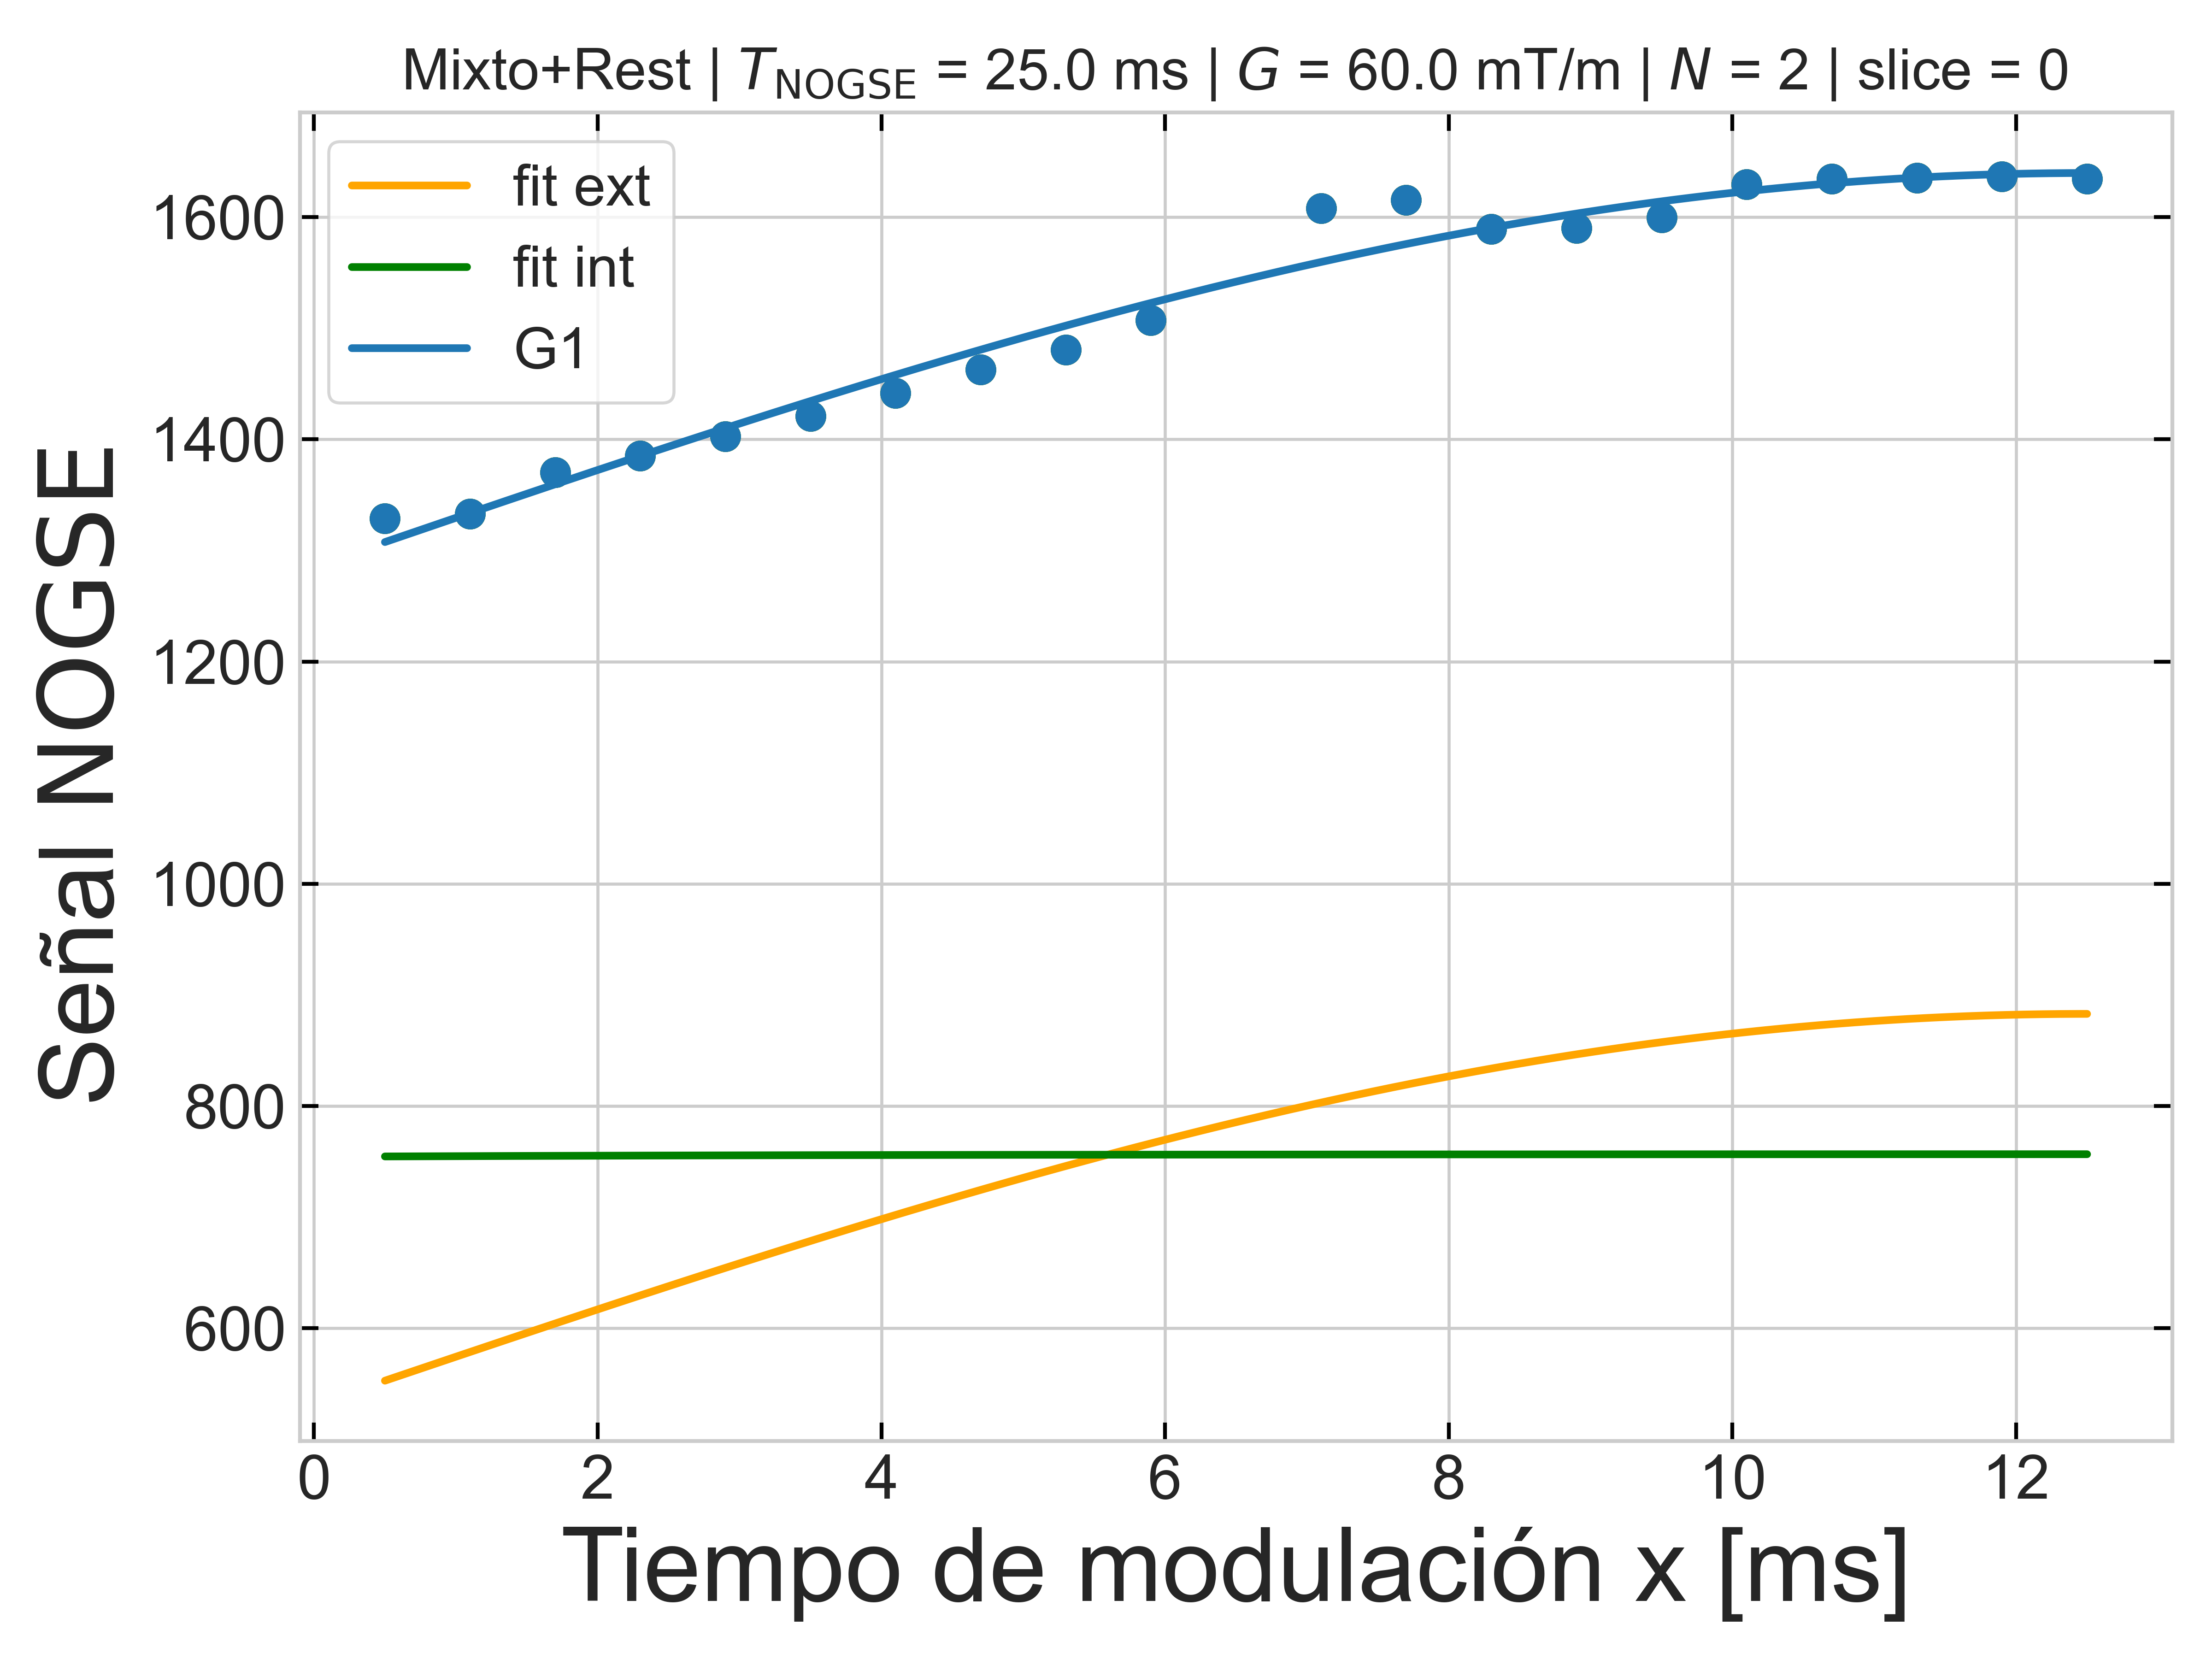 Mixto+Rest | T_NOGSE = 25.0 ms | G = 60.0 mT/m | N = 2 | slice = 0
fit ext
fit int
G1
1600
1400
1200
1000
800
600
Señal NOGSE
0 2 4 6 8 10 12
Tiempo de modulación x [ms]